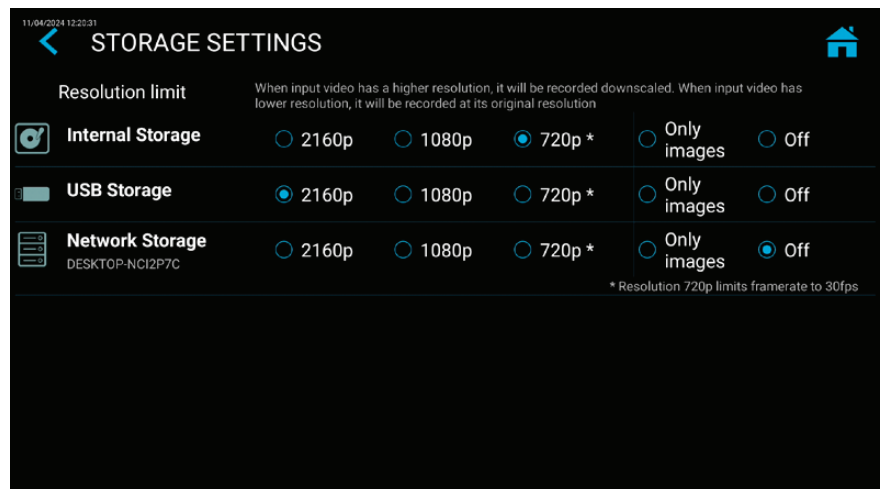 11/04/2024 12:20:31
STORAGE SETTINGS
Resolution limit
When input video has a higher resolution, it will be recorded downscaled. When input video has
lower resolution, it will be recorded at its original resolution
Internal Storage
2160p 1080p 720p * Only images Off
USB Storage
2160p 1080p 720p * Only images Off
Network Storage
DESKTOP-NCI2P7C
2160p 1080p 720p * Only images Off
* Resolution 720p limits framerate to 30fps